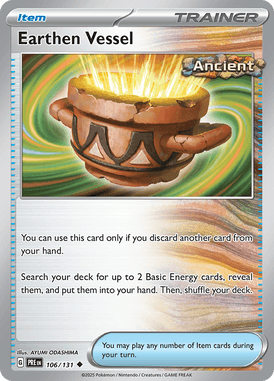 Item
TRAINER
Earthen Vessel
Ancient
You can use this card only if you discard another card from
your hand.
Search your deck for up to 2 Basic Energy cards, reveal
them, and put them into your hand. Then, shuffle your deck.
You may play any number of Item cards during
your turn.
Illus. AYUMI ODASHIMA
PRE EN 106/131
©2025 Pokémon / Nintendo / Creatures / GAME FREAK